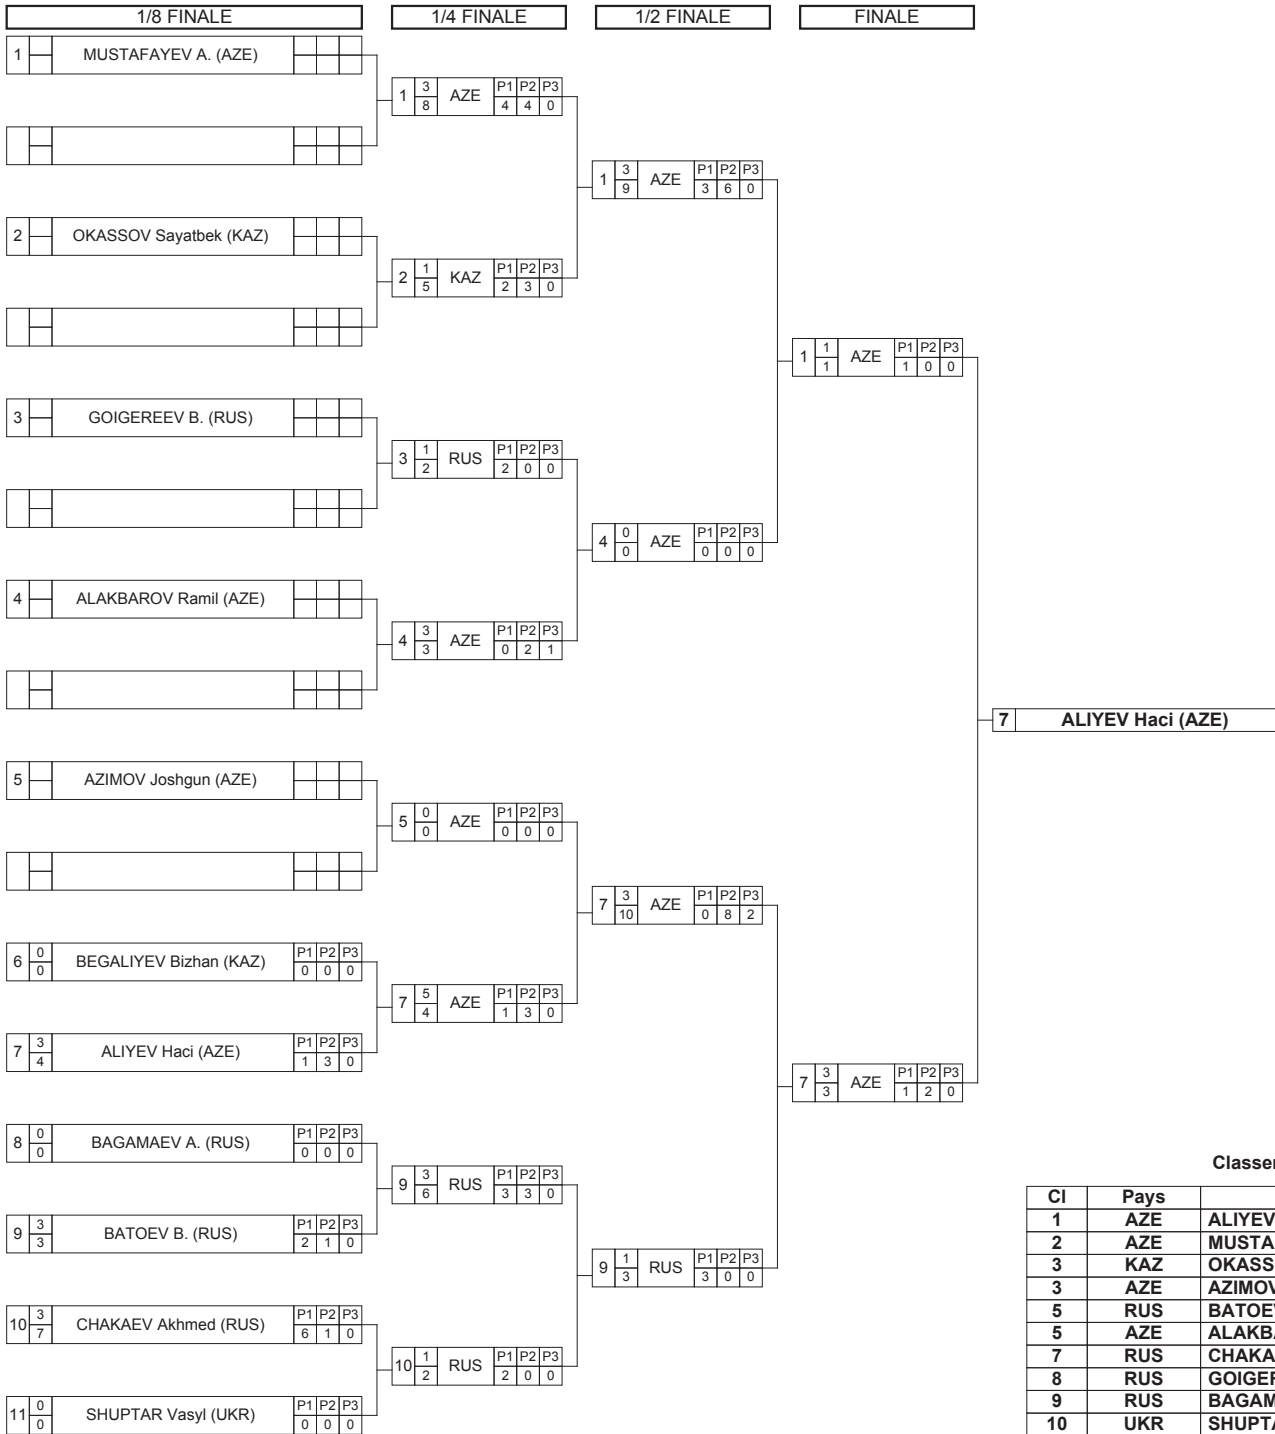 1/8 FINALE 1/4 FINALE 1/2 FINALE FINALE
1 MUSTAFAYEV A. (AZE)
1 3 8 AZE P1 P2 P3 4 4 0
1 3 9 AZE P1 P2 P3 3 6 0
2 OKASSOV Sayatbek (KAZ)
2 1 5 KAZ P1 P2 P3 2 3 0
1 1 1 AZE P1 P2 P3 1 0 0
3 GOIGEREEV B. (RUS)
3 1 2 RUS P1 P2 P3 2 0 0
4 0 0 AZE P1 P2 P3 0 0 0
4 ALAKBAROV Ramil (AZE)
4 3 3 AZE P1 P2 P3 0 2 1
7 ALIYEV Haci (AZE)
5 AZIMOV Joshgun (AZE)
5 0 0 AZE P1 P2 P3 0 0 0
7 3 10 AZE P1 P2 P3 0 8 2
6 0 0 BEGALIYEV Bizhan (KAZ) P1 P2 P3 0 0 0
7 5 4 AZE P1 P2 P3 1 3 0
7 3 4 ALIYEV Haci (AZE) P1 P2 P3 1 3 0
7 3 3 AZE P1 P2 P3 1 2 0
8 0 0 BAGAMAEV A. (RUS) P1 P2 P3 0 0 0
9 3 6 RUS P1 P2 P3 3 3 0
9 3 3 BATOEV B. (RUS) P1 P2 P3 2 1 0
9 1 3 RUS P1 P2 P3 3 0 0
10 3 7 CHAKAEV Akhmed (RUS) P1 P2 P3 6 1 0
10 1 2 RUS P1 P2 P3 2 0 0
11 0 0 SHUPTAR Vasyl (UKR) P1 P2 P3 0 0 0
Classe
Cl Pays
1 AZE ALIYEV
2 AZE MUSTA
3 KAZ OKASS
3 AZE AZIMOV
5 RUS BATOEV
5 AZE ALAKB
7 RUS CHAKA
8 RUS GOIGE
9 RUS BAGAM
10 UKR SHUPTA